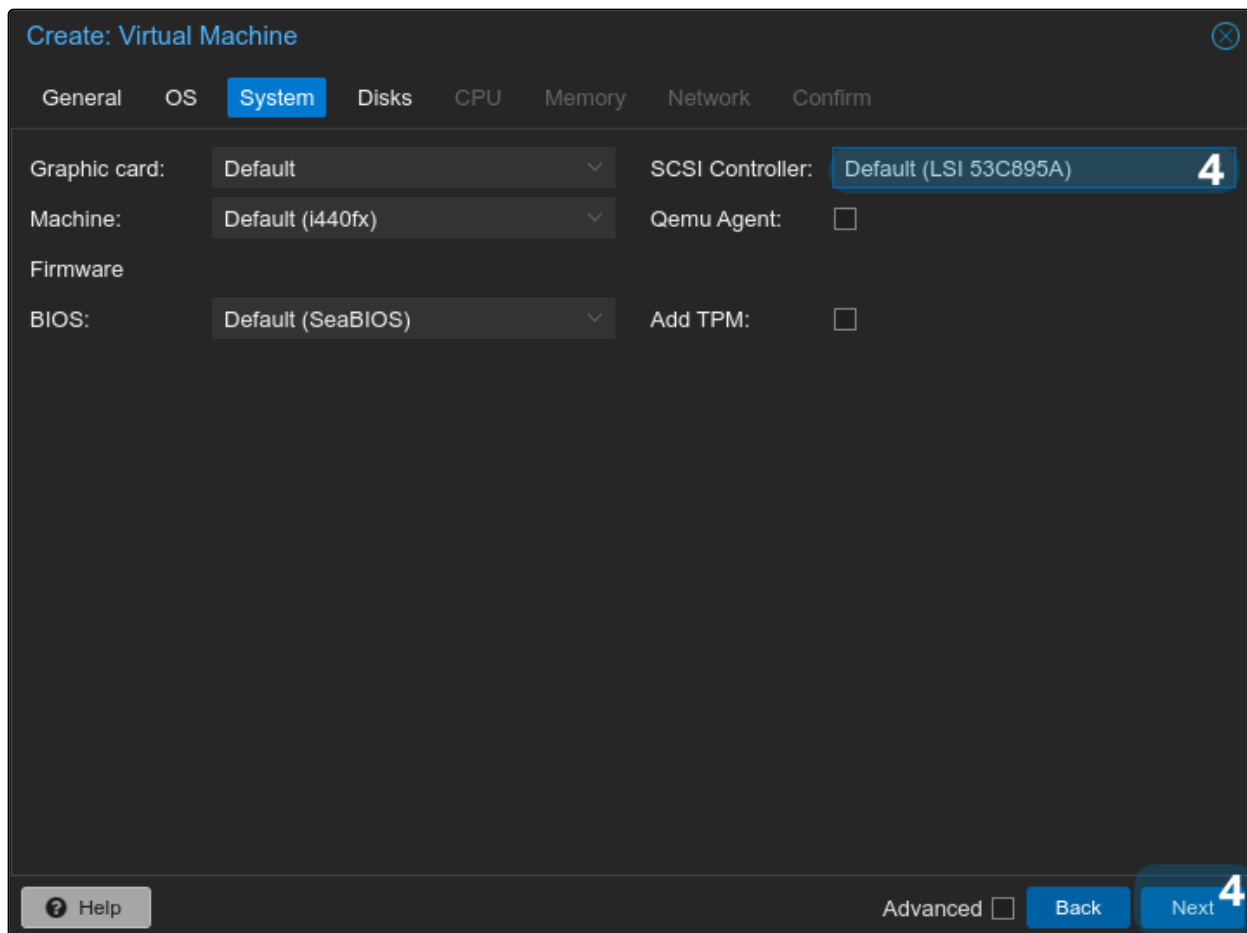 Create: Virtual Machine
General OS System Disks CPU Memory Network Confirm
Graphic card: Default SCSI Controller: Default (LSI 53C895A) 4
Machine: Default (i440fx) Qemu Agent:
Firmware
BIOS: Default (SeaBIOS) Add TPM:
? Help Advanced Back Next 4